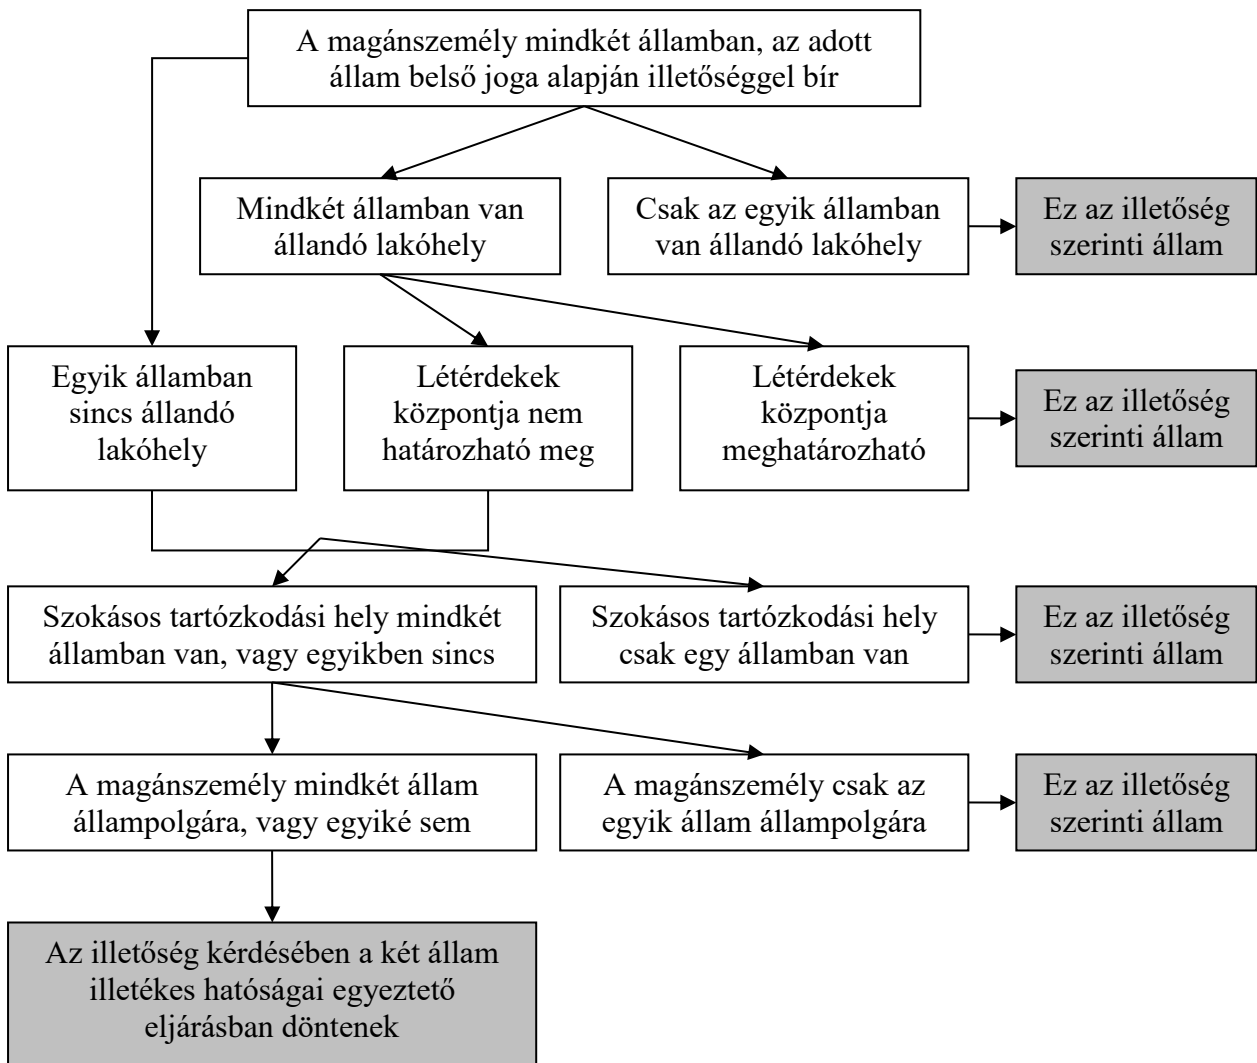 A magánszemély mindkét államban, az adott
állam belső joga alapján illetőséggel bír
Mindkét államban van
állandó lakóhely
Csak az egyik államban
van állandó lakóhely
Ez az illetőség
szerinti állam
Egyik államban
sincs állandó
lakóhely
Létérdekek
központja nem
határozható meg
Létérdekek
központja
meghatározható
Ez az illetőség
szerinti állam
Szokásos tartózkodási hely mindkét
államban van, vagy egyikben sincs
Szokásos tartózkodási hely
csak egy államban van
Ez az illetőség
szerinti állam
A magánszemély mindkét állam
állampolgára, vagy egyiké sem
A magánszemély csak az
egyik állam állampolgára
Ez az illetőség
szerinti állam
Az illetőség kérdésében a két állam
illetékes hatóságai egyeztető
eljárásban döntenek